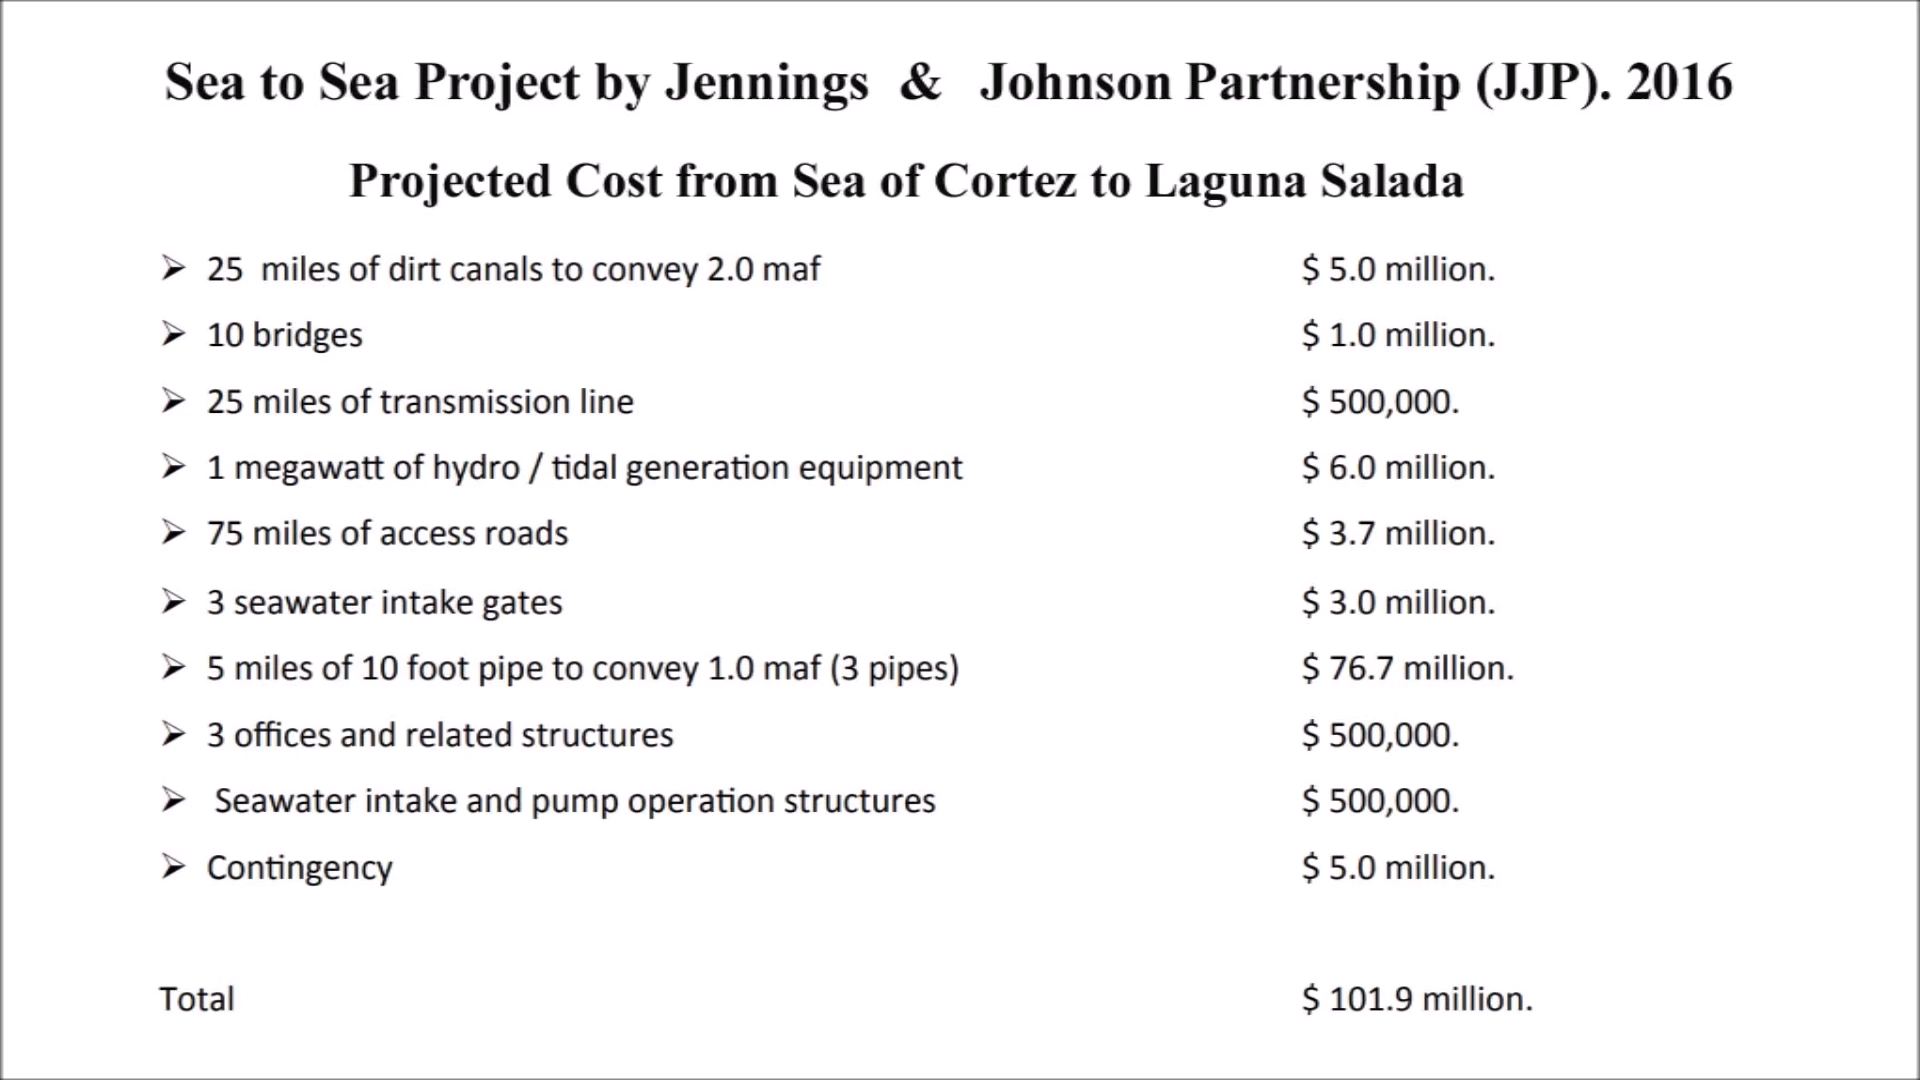 Sea to Sea Project by Jennings & Johnson Partnership (JJP). 2016
Projected Cost from Sea of Cortez to Laguna Salada
➢ 25 miles of dirt canals to convey 2.0 maf $ 5.0 million.
➢ 10 bridges $ 1.0 million.
➢ 25 miles of transmission line $ 500,000.
➢ 1 megawatt of hydro / tidal generation equipment $ 6.0 million.
➢ 75 miles of access roads $ 3.7 million.
➢ 3 seawater intake gates $ 3.0 million.
➢ 5 miles of 10 foot pipe to convey 1.0 maf (3 pipes) $ 76.7 million.
➢ 3 offices and related structures $ 500,000.
➢ Seawater intake and pump operation structures $ 500,000.
➢ Contingency $ 5.0 million.
Total $ 101.9 million.